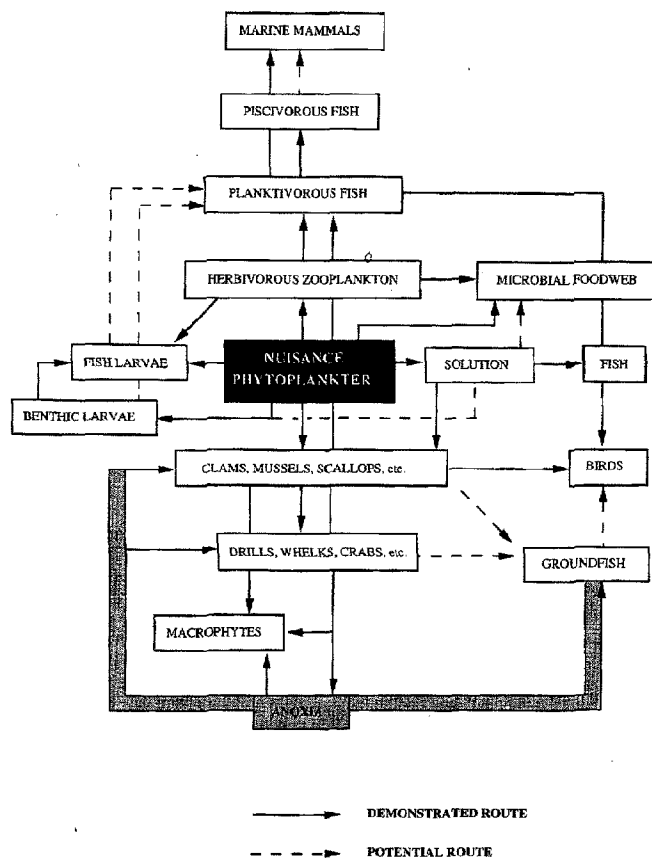 MARINE MAMMALS
PISCIVOROUS FISH
PLANKTIVOROUS FISH
HERBIVOROUS ZOOPLANKTON
MICROBIAL FOODWEB
FISH LARVAE
NUISANCE
PHYTOPLANKTER
SOLUTION
FISH
BENTHIC LARVAE
CLAMS, MUSSELS, SCALLOPS, etc.
BIRDS
DRILLS, WHELKS, CRABS, etc.
GROUNDFISH
MACROPHYTES
ANOXIA
DEMONSTRATED ROUTE
POTENTIAL ROUTE